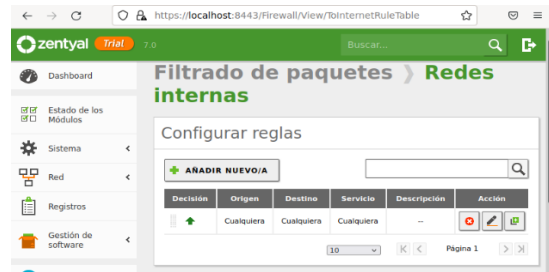 https://localhost:8443/Firewall/View/ToInternetRuleTable
zentyal Trial 7.0 Buscar...
Dashboard
Estado de los
Módulos
Sistema
Red
Registros
Gestión de
software
Filtrado de paquetes ❭ Redes
internas
Configurar reglas
+ AÑADIR NUEVO/A
Decisión Origen Destino Servicio Descripción Acción
Cualquiera Cualquiera Cualquiera --
10 Página 1